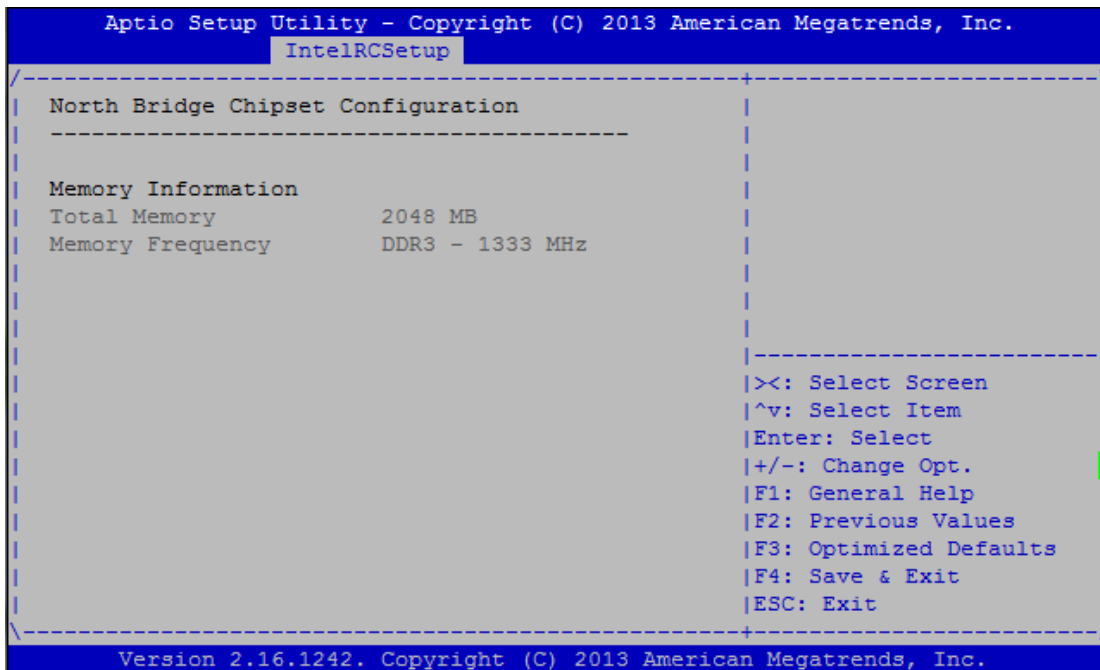 Aptio Setup Utility - Copyright (C) 2013 American Megatrends, Inc.
IntelRCSetup
North Bridge Chipset Configuration
Memory Information
Total Memory 2048 MB
Memory Frequency DDR3 - 1333 MHz
><: Select Screen
^v: Select Item
Enter: Select
+/-: Change Opt.
F1: General Help
F2: Previous Values
F3: Optimized Defaults
F4: Save & Exit
ESC: Exit
Version 2.16.1242. Copyright (C) 2013 American Megatrends, Inc.